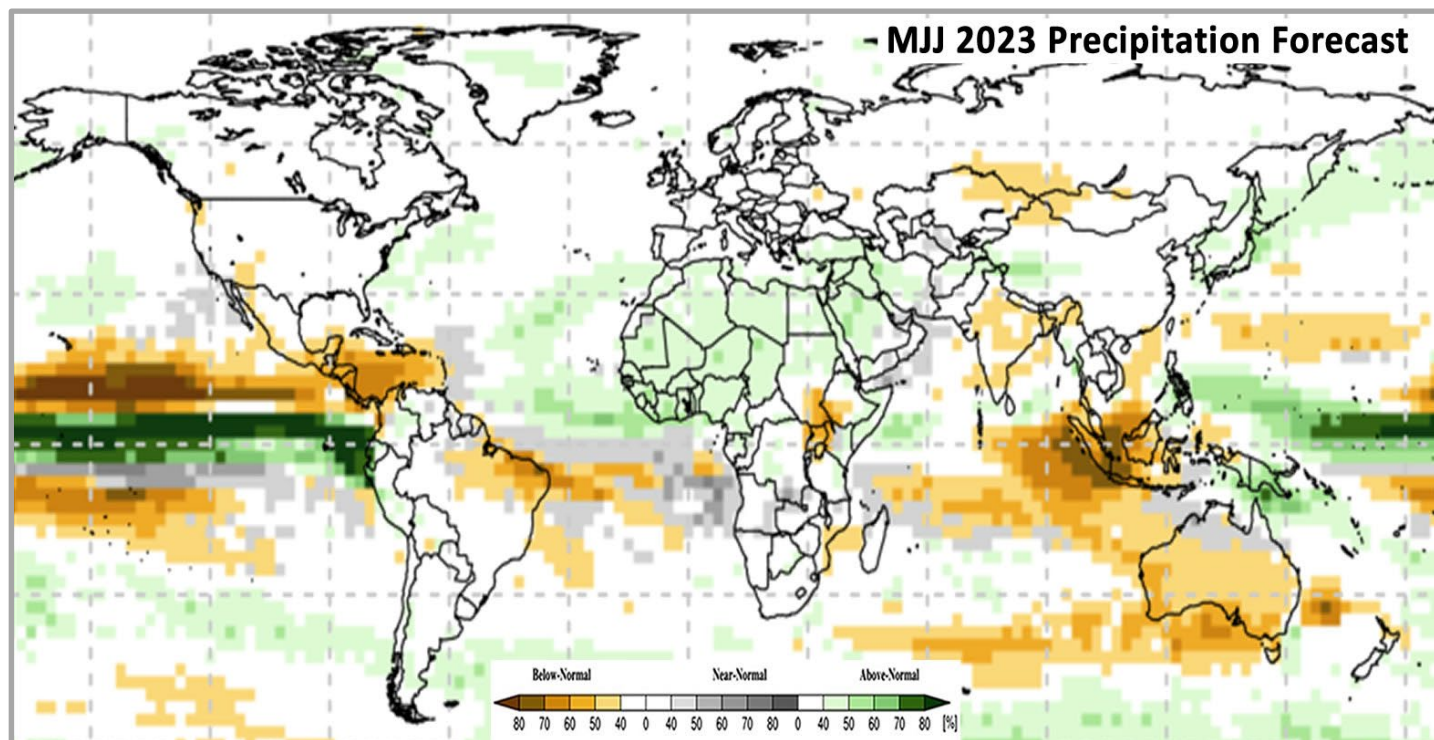 MJJ 2023 Precipitation Forecast
Below-Normal Near-Normal Above-Normal
80 70 60 50 40 0 40 50 60 70 80 0 40 50 60 70 80 [%]